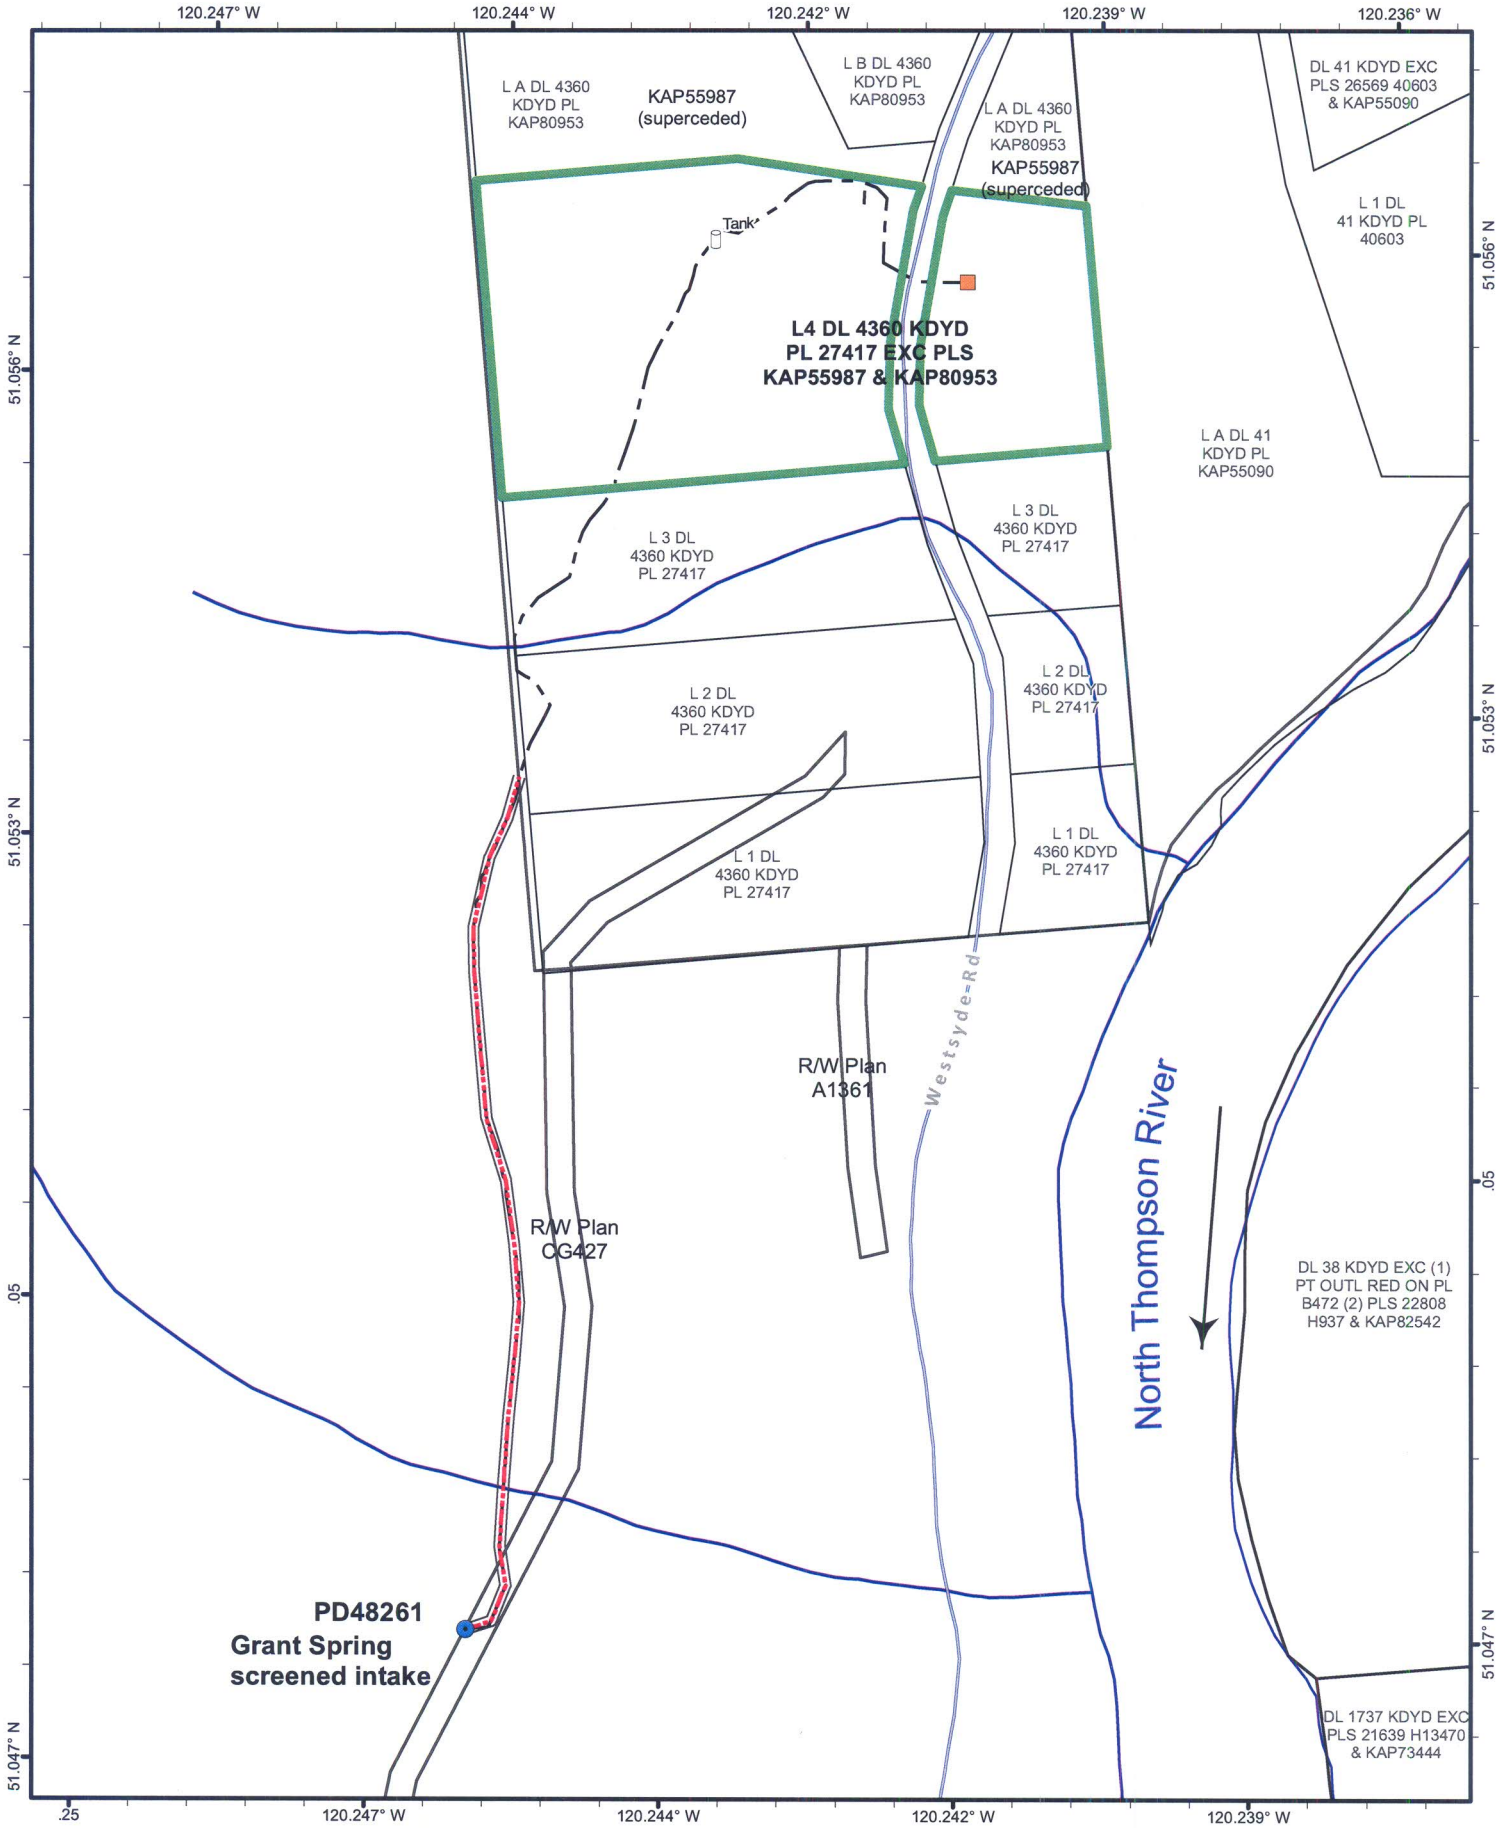 120.247° W
120.244° W
120.242° W
120.239° W
120.236° W
L A DL 4360
KDYD PL
KAP80953
KAP55987
(superceded)
L B DL 4360
KDYD PL
KAP80953
L A DL 4360
KDYD PL
KAP80953
KAP55987
(superceded)
DL 41 KDYD EXC
PLS 26569 40603
& KAP55090
L 1 DL
41 KDYD PL
40603
Tank
51.056° N
51.056° N
L4 DL 4360 KDYD
PL 27417 EXC PLS
KAP55987 & KAP80953
L A DL 41
KDYD PL
KAP55090
L 3 DL
4360 KDYD
PL 27417
L 3 DL
4360 KDYD
PL 27417
L 2 DL
4360 KDYD
PL 27417
L 2 DL
4360 KDYD
PL 27417
51.053° N
51.053° N
L 1 DL
4360 KDYD
PL 27417
L 1 DL
4360 KDYD
PL 27417
Westsyde Rd
R/W Plan
A1361
North Thompson River
.05
R/W Plan
CG427
.05
DL 38 KDYD EXC (1)
PT OUTL RED ON PL
B472 (2) PLS 22808
H937 & KAP82542
PD48261
Grant Spring
screened intake
51.047° N
51.047° N
DL 1737 KDYD EXC
PLS 21639 H13470
& KAP73444
.25
120.247° W
120.244° W
120.242° W
120.239° W